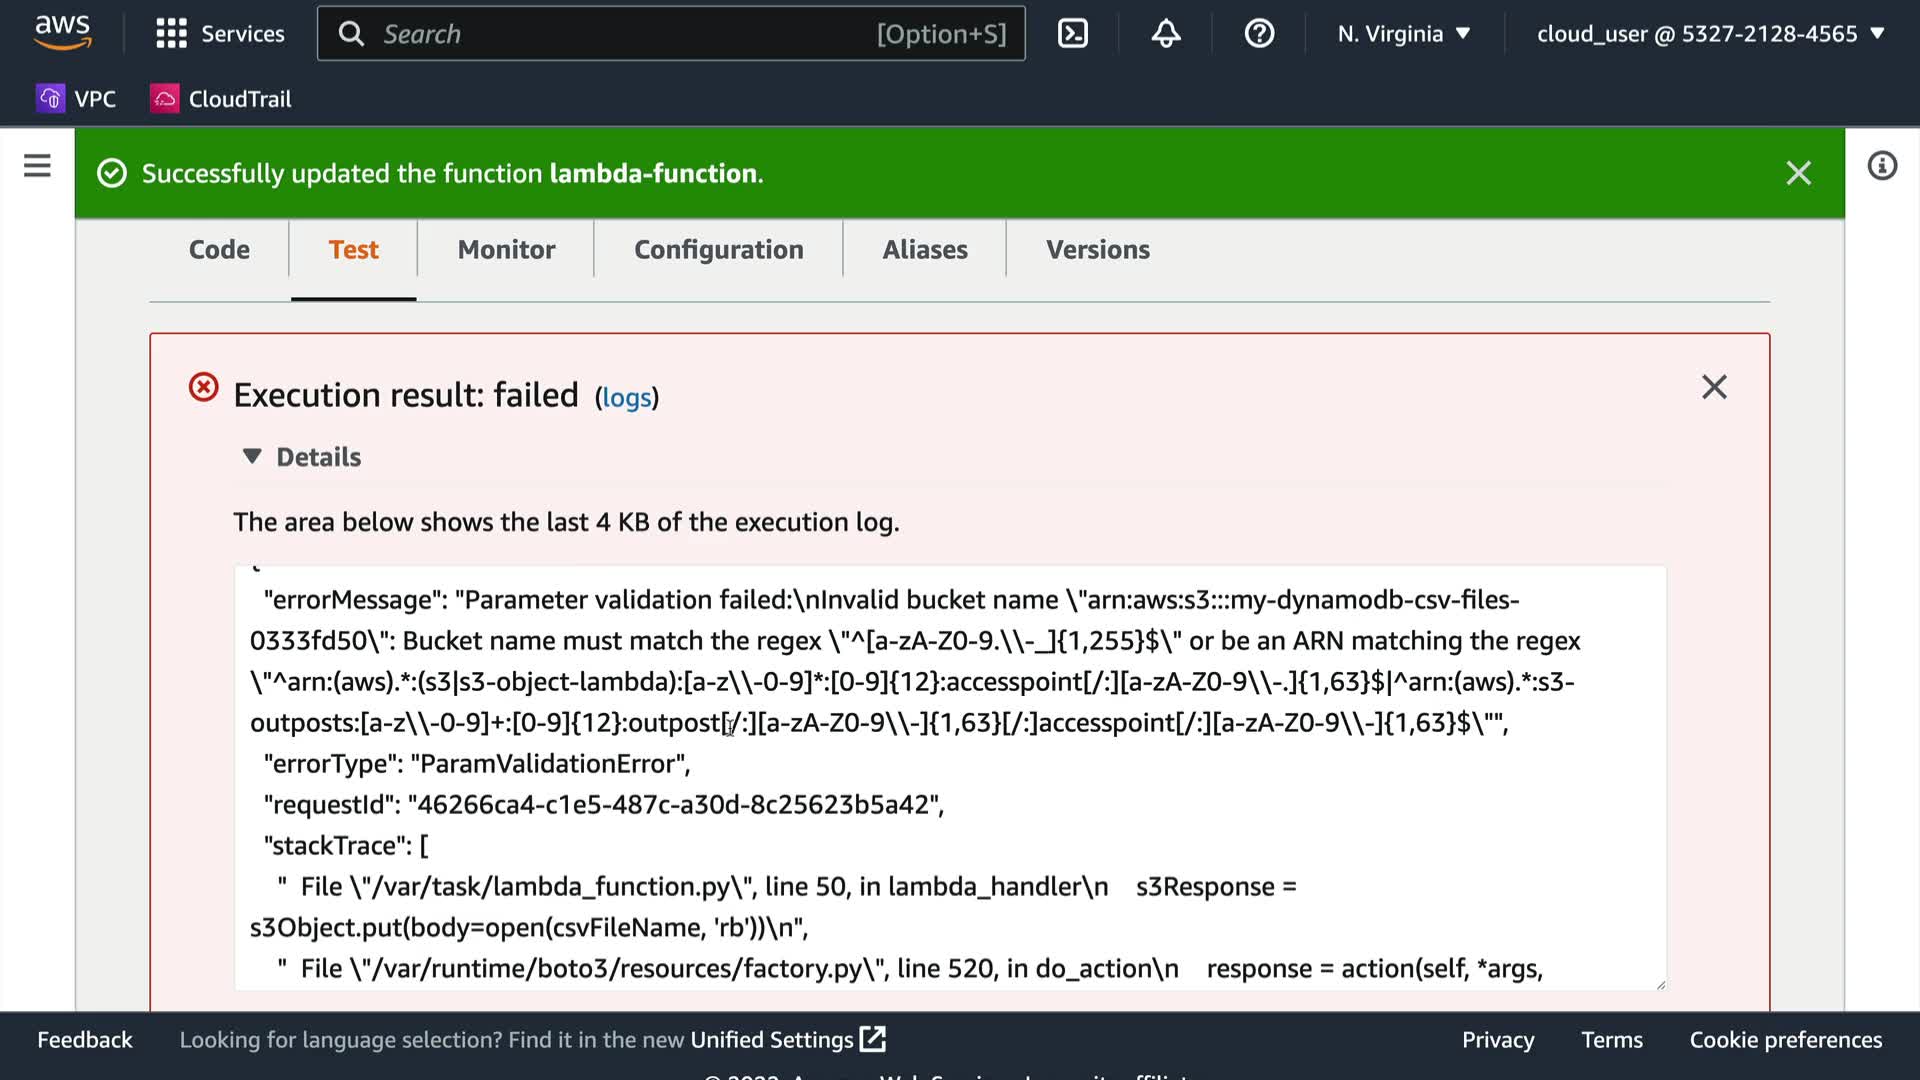 aws
Services
Search
[Option+S]
N. Virginia
cloud_user @ 5327-2128-4565
VPC
CloudTrail
Successfully updated the function lambda-function.
Code
Test
Monitor
Configuration
Aliases
Versions
Execution result: failed (logs)
Details
The area below shows the last 4 KB of the execution log.
"errorMessage": "Parameter validation failed:\nInvalid bucket name \"arn:aws:s3:::my-dynamodb-csv-files-
0333fd50\": Bucket name must match the regex \"^[a-zA-Z0-9.\\-_]{1,255}$\" or be an ARN matching the regex
\"^arn:(aws).*:(s3|s3-object-lambda):[a-z\\-0-9]*:[0-9]{12}:accesspoint[/:][a-zA-Z0-9\\-.]{1,63}$|^arn:(aws).*:s3-
outposts:[a-z\\-0-9]+:[0-9]{12}:outpost[/:][a-zA-Z0-9\\-]{1,63}[/:]accesspoint[/:][a-zA-Z0-9\\-]{1,63}$\"",
"errorType": "ParamValidationError",
"requestId": "46266ca4-c1e5-487c-a30d-8c25623b5a42",
"stackTrace": [
" File \"/var/task/lambda_function.py\", line 50, in lambda_handler\n    s3Response =
s3Object.put(body=open(csvFileName, 'rb'))\n",
" File \"/var/runtime/boto3/resources/factory.py\", line 520, in do_action\n    response = action(self, *args,
Feedback
Looking for language selection? Find it in the new Unified Settings
Privacy
Terms
Cookie preferences